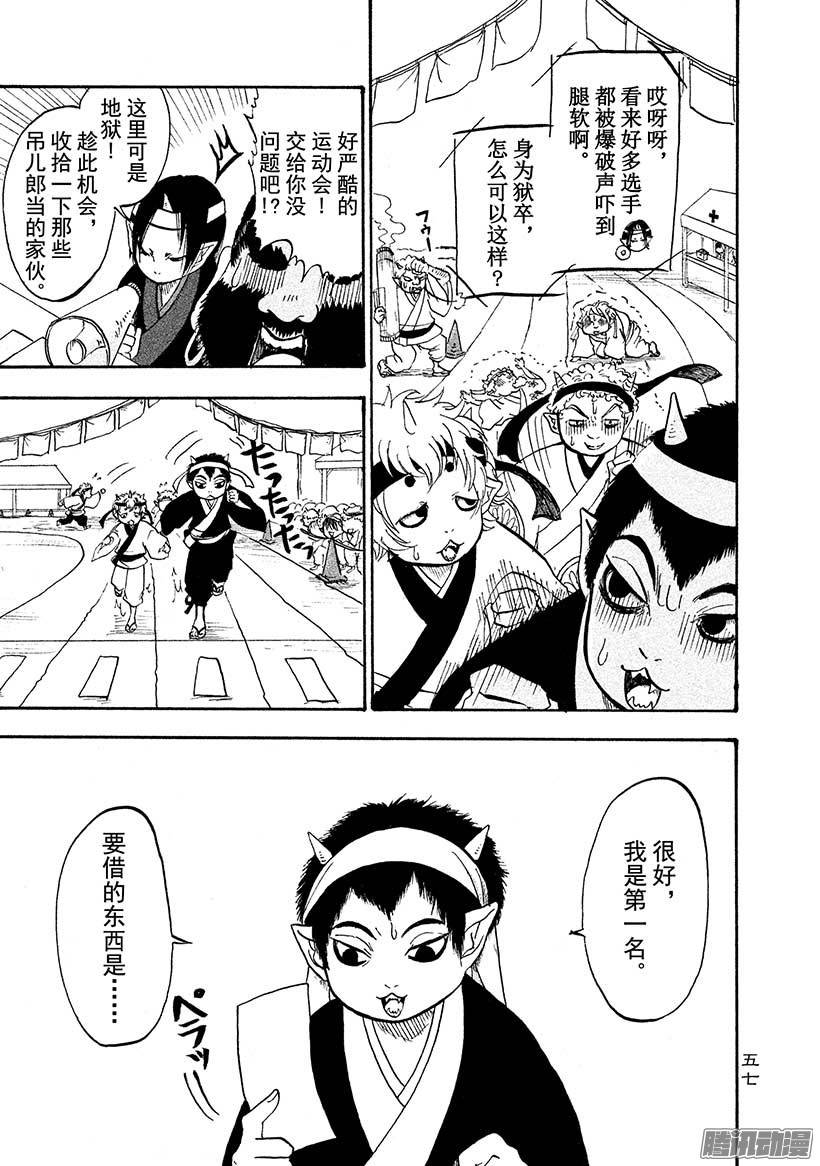 哎呀呀，
看来好多选手
都被爆破声吓到
腿软啊。
身为狱卒，
怎么可以这样？
フゥー
好严酷的
运动会！
交给你没
问题吧!?
这里可是
地狱！
趁此机会，
收拾一下那些
吊儿郎当的家伙。
たったったっ
很好，
我是第一名。
要借的东西是……
ペラッ
五七
腾讯动漫